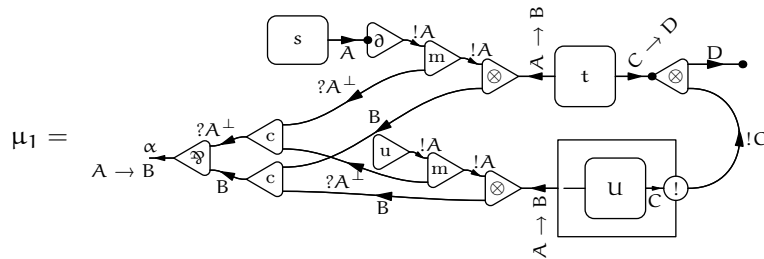 s A ∂ !A m !A ⊗ A → B t C → D ⊗ D
?A⊥ B
μ₁ = α A → B ⅋ ?A⊥ c u !A m !A ⊗ A → B U C ! !C
B c ?A⊥ B